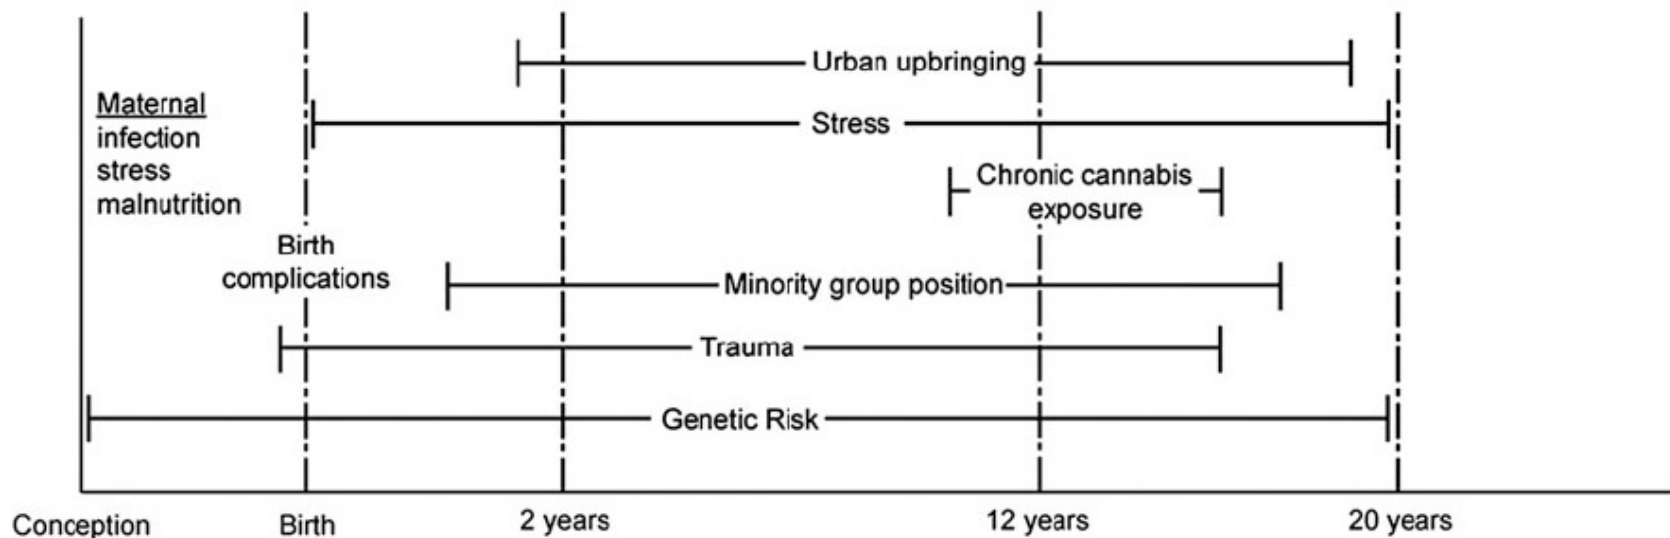 Urban upbringing
Maternal
infection
stress
malnutrition
Stress
Chronic cannabis
exposure
Birth
complications
Minority group position
Trauma
Genetic Risk
Conception
Birth
2 years
12 years
20 years